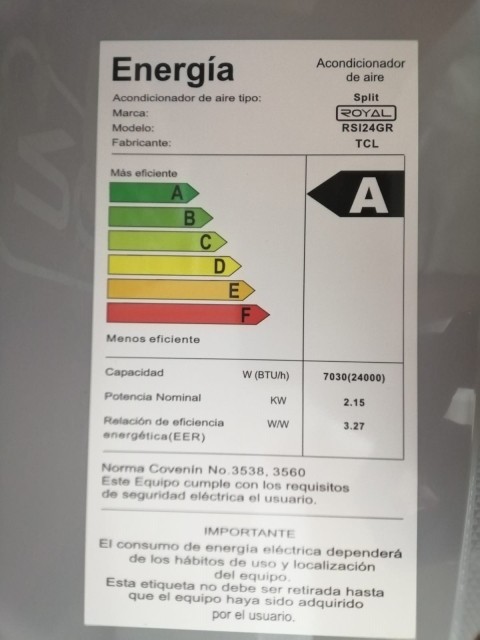 Energía
Acondicionador
de aire
Acondicionador de aire tipo: Split
Marca: ROYAL
Modelo: RSI24GR
Fabricante: TCL
Más eficiente
A
A
B
C
D
E
F
Menos eficiente
Capacidad W (BTU/h) 7030(24000)
Potencia Nominal KW 2.15
Relación de eficiencia W/W 3.27
energética(EER)
Norma Covenín No.3538, 3560
Este Equipo cumple con los requisitos
de seguridad eléctrica el usuario.
IMPORTANTE
El consumo de energía eléctrica dependerá
de los hábitos de uso y localización
del equipo.
Esta etiqueta no debe ser retirada hasta
que el equipo haya sido adquirido
por el usuario.